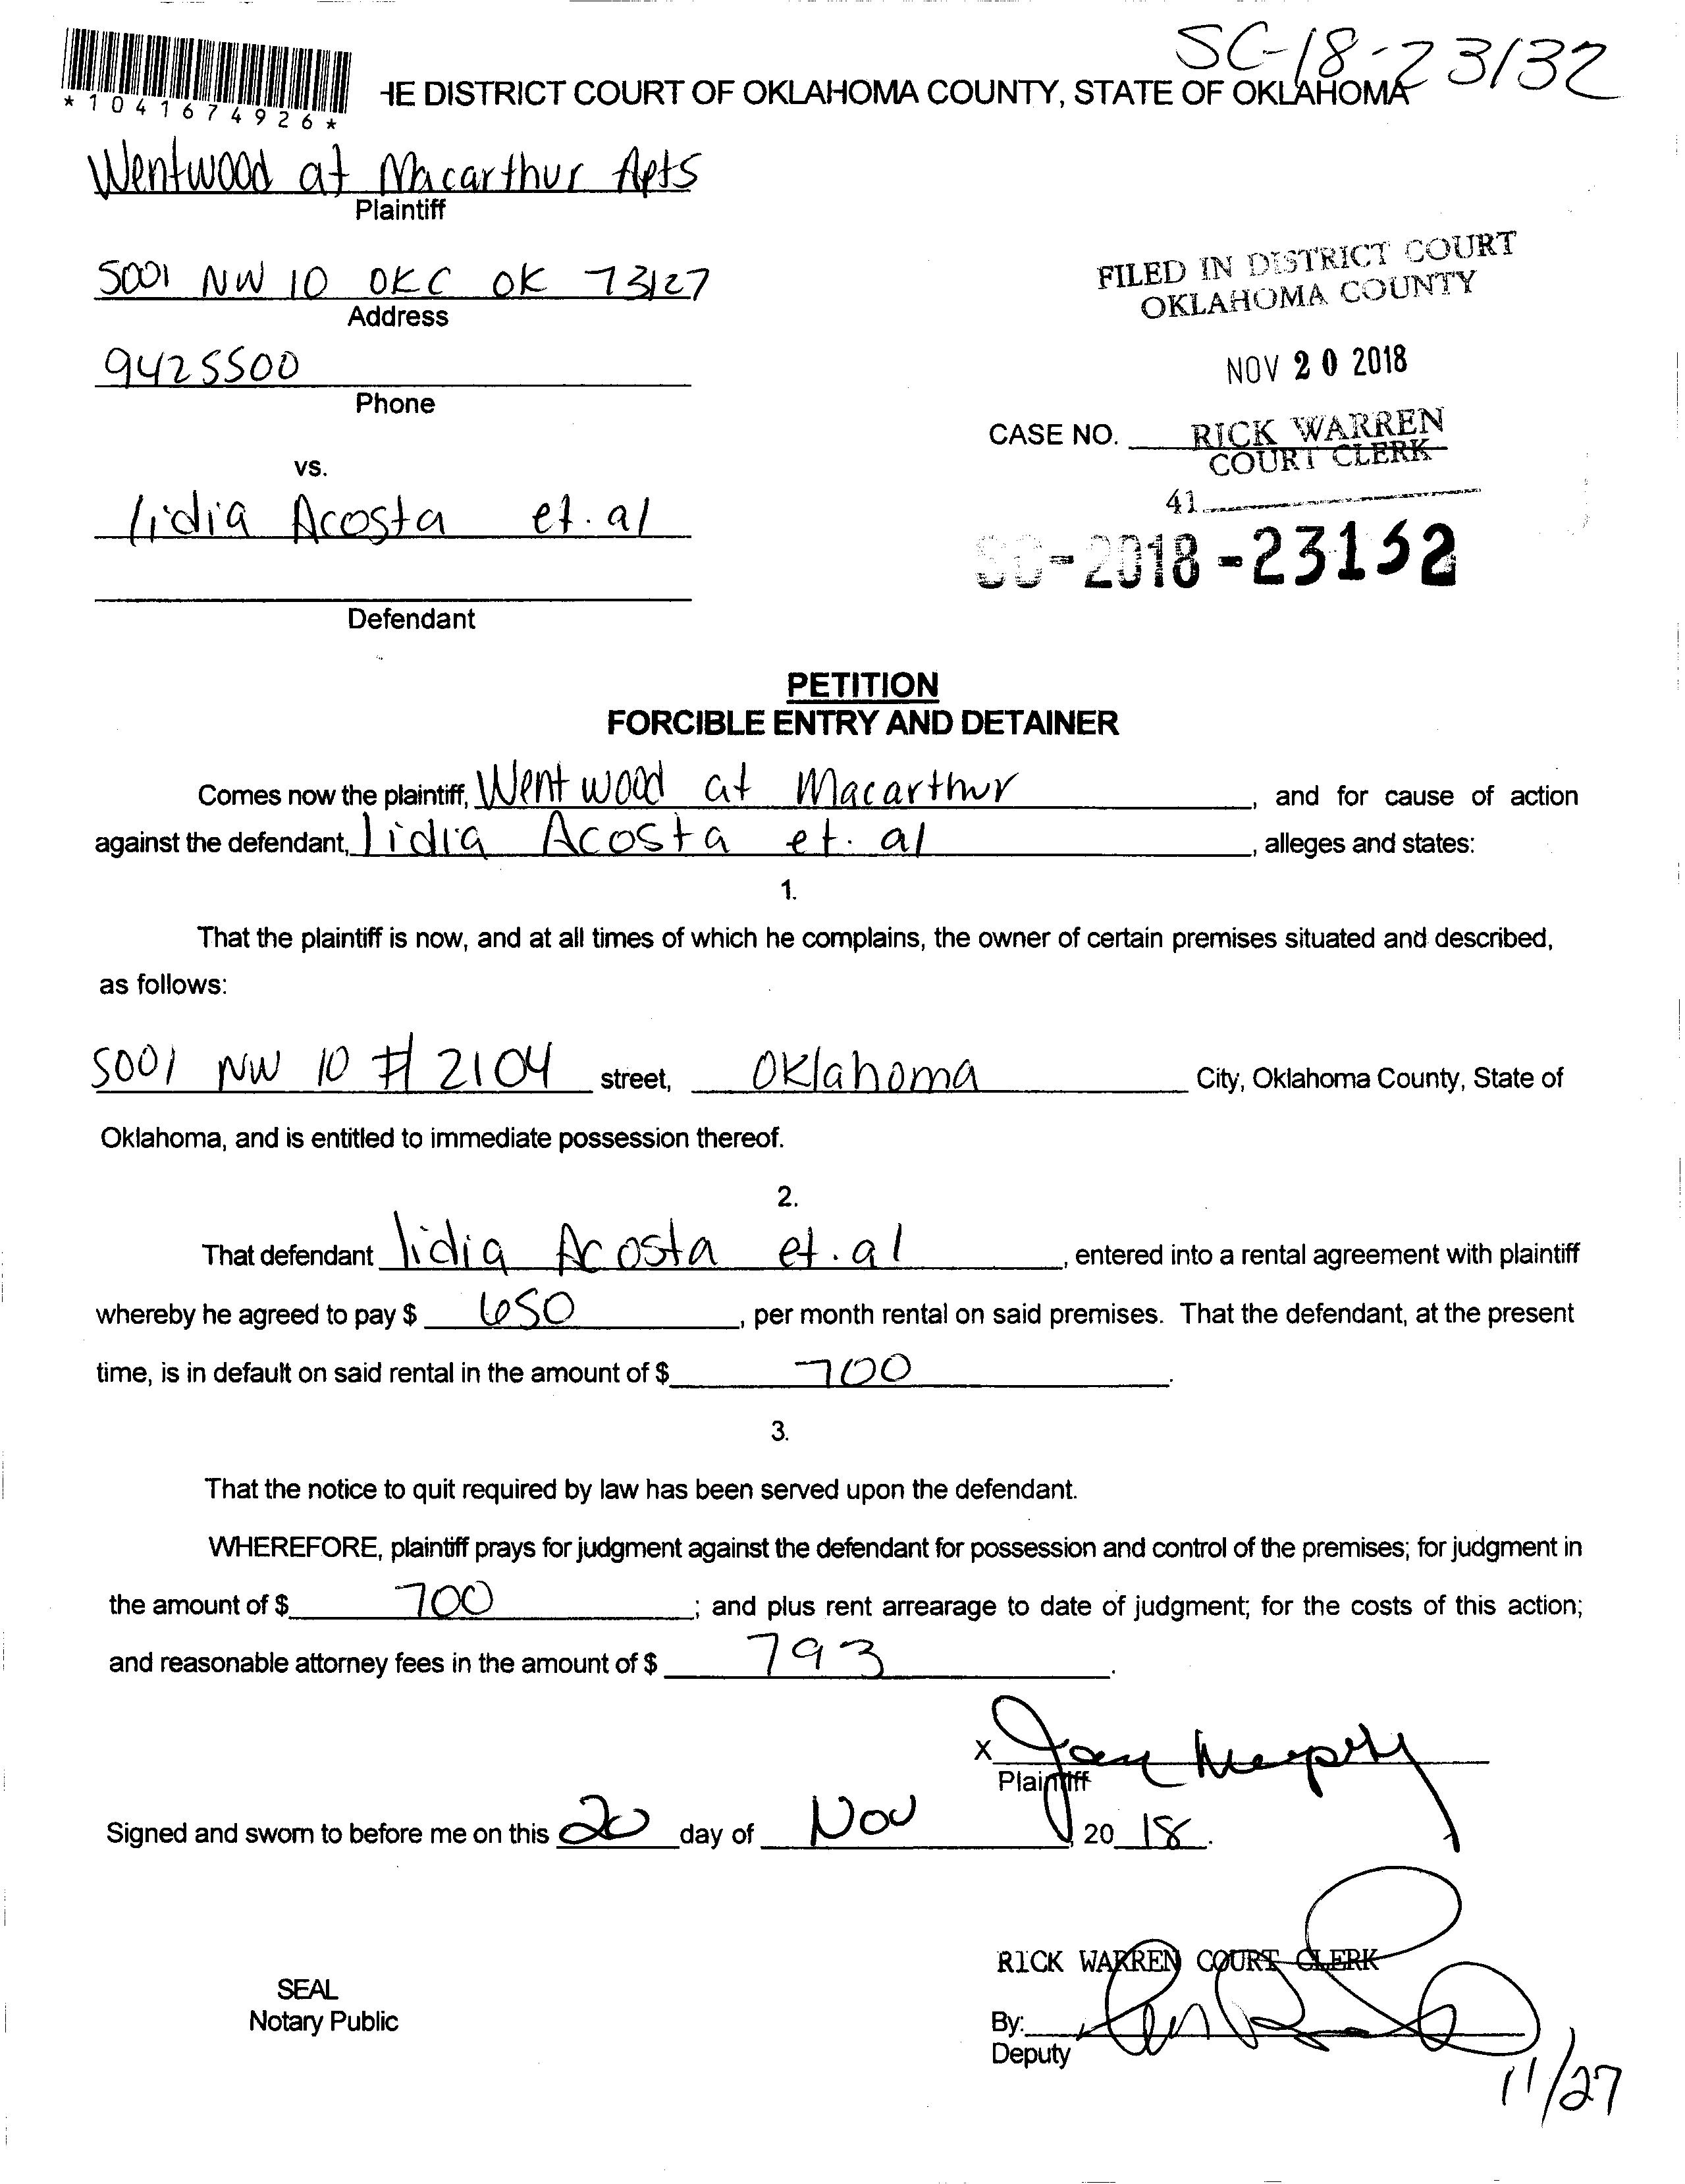 SC-18-23132
*1041674926*
HE DISTRICT COURT OF OKLAHOMA COUNTY, STATE OF OKLAHOMA
Wentwood at Macarthur Apts
Plaintiff
5001 NW 10 OKC OK 73127
Address
9425500
Phone
FILED IN DISTRICT COURT
OKLAHOMA COUNTY
NOV 20 2018
CASE NO. RICK WARREN
COURT CLERK
41
vs.
lidia Acosta et.al
SC-2018-23132
Defendant
PETITION
FORCIBLE ENTRY AND DETAINER
Comes now the plaintiff, Wentwood at Macarthur, and for cause of action
against the defendant, lidia Acosta et. al, alleges and states:
1.
That the plaintiff is now, and at all times of which he complains, the owner of certain premises situated and described,
as follows:
5001 NW 10 # 2104 street, Oklahoma City, Oklahoma County, State of
Oklahoma, and is entitled to immediate possession thereof.
2.
That defendant lidia Acosta et.al, entered into a rental agreement with plaintiff
whereby he agreed to pay $ 650, per month rental on said premises. That the defendant, at the present
time, is in default on said rental in the amount of $ 700.
3.
That the notice to quit required by law has been served upon the defendant.
WHEREFORE, plaintiff prays for judgment against the defendant for possession and control of the premises; for judgment in
the amount of $ 700; and plus rent arrearage to date of judgment; for the costs of this action;
and reasonable attorney fees in the amount of $ 793.
X
Plaintiff
Signed and sworn to before me on this 20 day of Nov, 20 18.
RICK WARREN COURT CLERK
SEAL
Notary Public
By:
Deputy
11/27